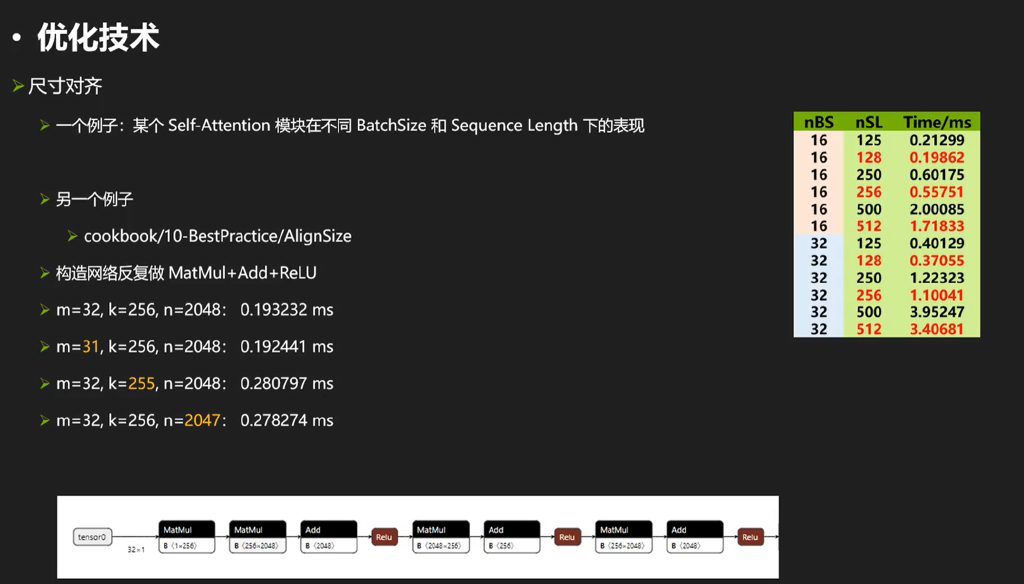 • 优化技术
➢ 尺寸对齐
➢ 一个例子：某个 Self-Attention 模块在不同 BatchSize 和 Sequence Length 下的表现
➢ 另一个例子
➢ cookbook/10-BestPractice/AlignSize
➢ 构造网络反复做 MatMul+Add+ReLU
➢ m=32, k=256, n=2048： 0.193232 ms
➢ m=31, k=256, n=2048： 0.192441 ms
➢ m=32, k=255, n=2048： 0.280797 ms
➢ m=32, k=256, n=2047： 0.278274 ms
nBS nSL Time/ms
16 125 0.21299
16 128 0.19862
16 250 0.60175
16 256 0.55751
16 500 2.00085
16 512 1.71833
32 125 0.40129
32 128 0.37055
32 250 1.22323
32 256 1.10041
32 500 3.95247
32 512 3.40681
MatMul MatMul Add MatMul Add MatMul Add
tensor0 Relu Relu Relu
B ⟨1×256⟩ B ⟨256×2048⟩ B ⟨2048⟩ B ⟨2048×256⟩ B ⟨256⟩ B ⟨256×2048⟩ B ⟨2048⟩
32×1